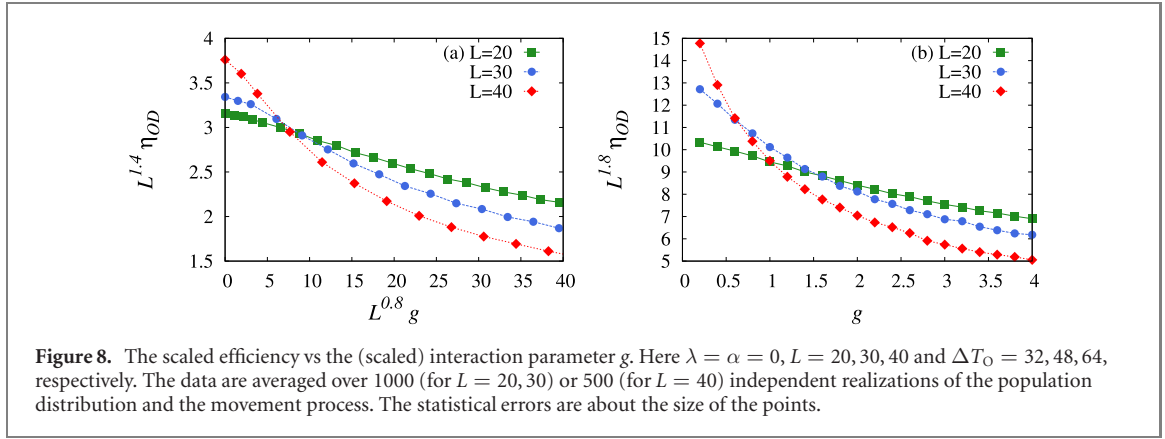 (a) L=20
L=30
L=40
4
3.5
3
2.5
2
1.5
0 5 10 15 20 25 30 35 40
L^{0.8} g
L^{1.4} η_{OD}
(b) L=20
L=30
L=40
15
14
13
12
11
10
9
8
7
6
5
0 0.5 1 1.5 2 2.5 3 3.5 4
g
L^{1.8} η_{OD}
Figure 8. The scaled efficiency vs the (scaled) interaction parameter g. Here λ = α = 0, L = 20, 30, 40 and ΔT_O = 32, 48, 64,
respectively. The data are averaged over 1000 (for L = 20, 30) or 500 (for L = 40) independent realizations of the population
distribution and the movement process. The statistical errors are about the size of the points.